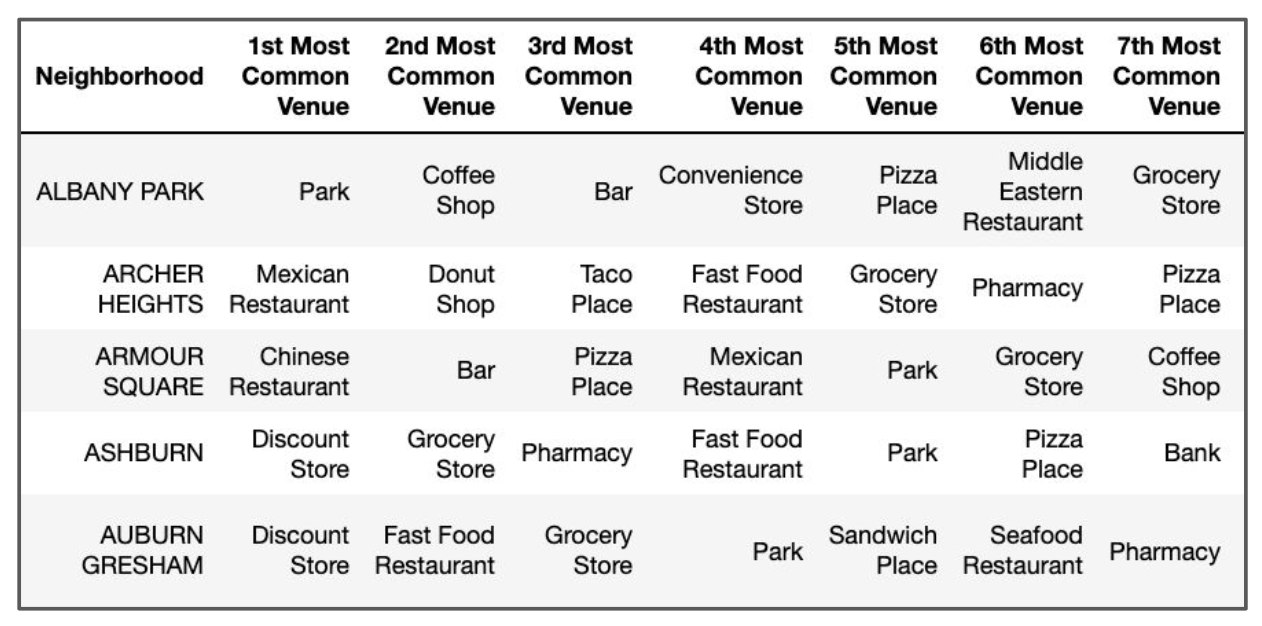 Neighborhood 1st Most Common Venue 2nd Most Common Venue 3rd Most Common Venue 4th Most Common Venue 5th Most Common Venue 6th Most Common Venue 7th Most Common Venue
ALBANY PARK Park Coffee Shop Bar Convenience Store Pizza Place Middle Eastern Restaurant Grocery Store
ARCHER HEIGHTS Mexican Restaurant Donut Shop Taco Place Fast Food Restaurant Grocery Store Pharmacy Pizza Place
ARMOUR SQUARE Chinese Restaurant Bar Pizza Place Mexican Restaurant Park Grocery Store Coffee Shop
ASHBURN Discount Store Grocery Store Pharmacy Fast Food Restaurant Park Pizza Place Bank
AUBURN GRESHAM Discount Store Fast Food Restaurant Grocery Store Park Sandwich Place Seafood Restaurant Pharmacy